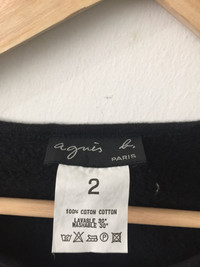 agnès b.
PARIS
2
100% COTON COTTON
LAVABLE 30°
WASHABLE 30°